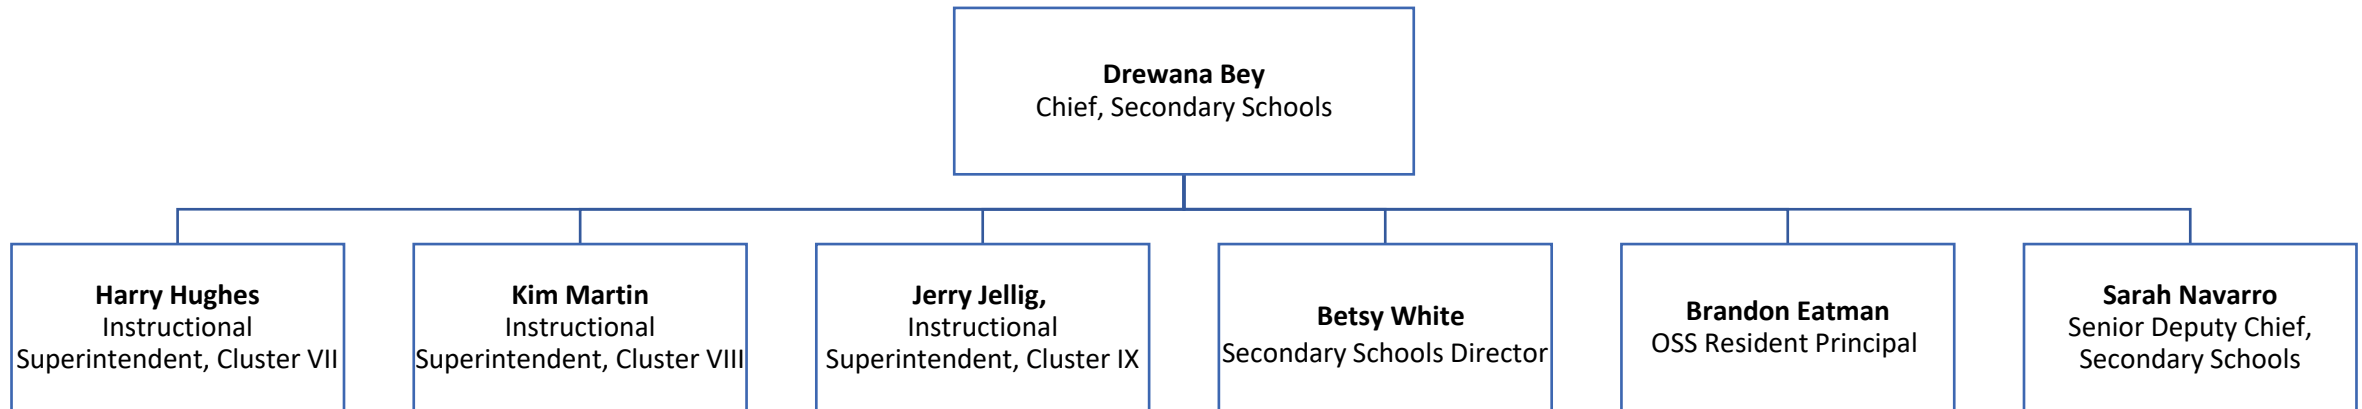 Drewana Bey
Chief, Secondary Schools
Harry Hughes
Instructional
Superintendent, Cluster VII
Kim Martin
Instructional
Superintendent, Cluster VIII
Jerry Jellig,
Instructional
Superintendent, Cluster IX
Betsy White
Secondary Schools Director
Brandon Eatman
OSS Resident Principal
Sarah Navarro
Senior Deputy Chief,
Secondary Schools